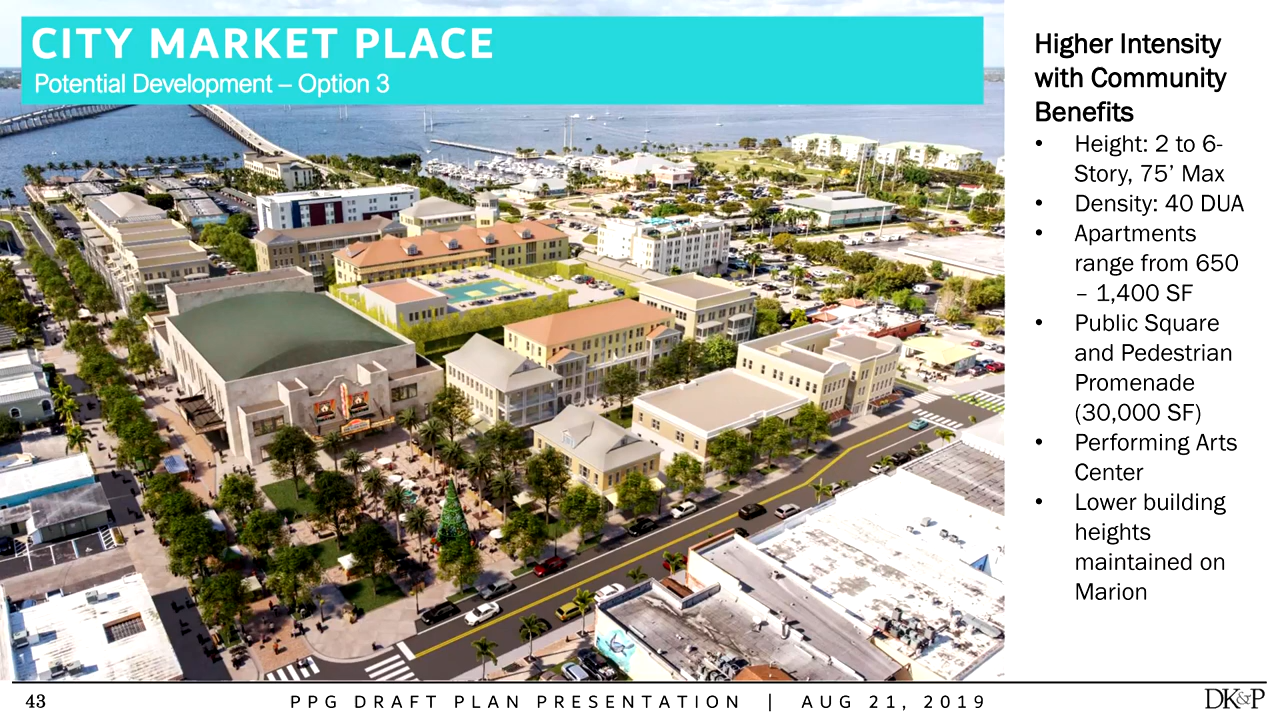 CITY MARKET PLACE
Potential Development – Option 3
Higher Intensity
with Community
Benefits
• Height: 2 to 6-
Story, 75’ Max
• Density: 40 DUA
• Apartments
range from 650
– 1,400 SF
• Public Square
and Pedestrian
Promenade
(30,000 SF)
• Performing Arts
Center
• Lower building
heights
maintained on
Marion
43
PPG DRAFT PLAN PRESENTATION | AUG 21, 2019
DK&P